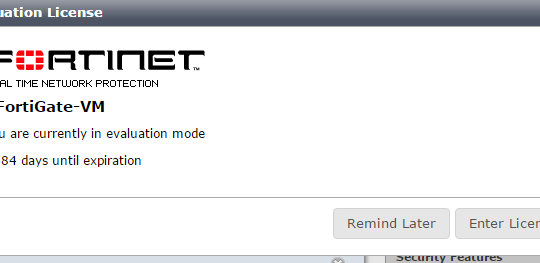 uation License
FORTINET
AL TIME NETWORK PROTECTION
FortiGate-VM
u are currently in evaluation mode
84 days until expiration
Remind Later
Enter Licen
Security Features